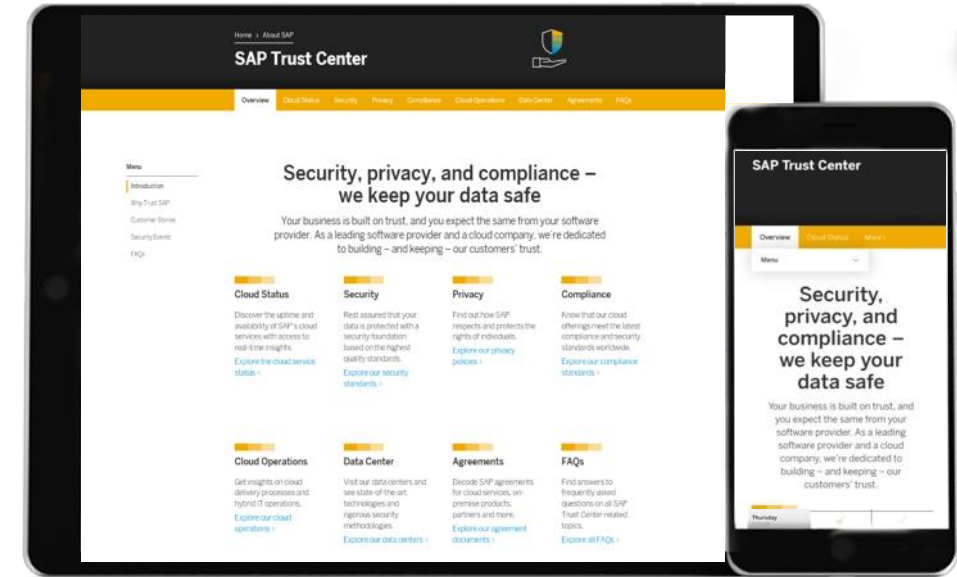 Home > About SAP
SAP Trust Center
Overview Cloud Status Security Privacy Compliance Cloud Operations Data Center Agreements FAQs
Menu
Introduction
Why Trust SAP
Customer Stories
Security Events
FAQs
Security, privacy, and compliance –
we keep your data safe
Your business is built on trust, and you expect the same from your software
provider. As a leading software provider and a cloud company, we're dedicated
to building – and keeping – our customers' trust.
Cloud Status
Discover the uptime and
availability of SAP's cloud
services with access to
real-time insights.
Explore the cloud service
status ›
Security
Rest assured that your
data is protected with a
security foundation
based on the highest
quality standards.
Explore our security
standards ›
Privacy
Find out how SAP
respects and protects the
rights of individuals.
Explore our privacy
policies ›
Compliance
Know that our cloud
offerings meet the latest
compliance and security
standards worldwide.
Explore our compliance
standards ›
Cloud Operations
Get insights on cloud
delivery processes and
hybrid IT operations.
Explore our cloud
operations ›
Data Center
Visit our data centers and
see state-of-the art
technologies and
rigorous security
methodologies.
Explore our data centers ›
Agreements
Decode SAP agreements
for cloud services, on-
premise products,
partners and more.
Explore our agreement
documents ›
FAQs
Find answers to
frequently asked
questions on all SAP
Trust Center related
topics.
Explore all FAQs ›
SAP Trust Center
Overview Cloud Status More ›
Menu
Security,
privacy, and
compliance –
we keep your
data safe
Your business is built on trust, and
you expect the same from your
software provider. As a leading
software provider and a cloud
company, we're dedicated to
building – and keeping – our
customers' trust.
Thursday